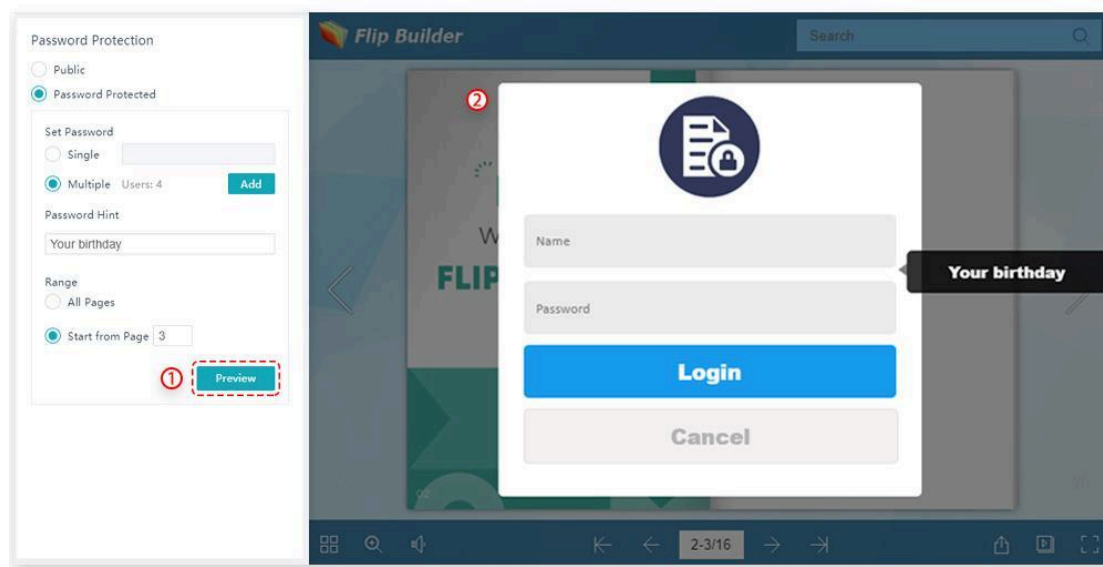 Password Protection
Public
Password Protected
Set Password
Single
Multiple Users: 4 Add
Password Hint
Your birthday
Range
All Pages
Start from Page 3
① Preview
Flip Builder
Search
②
W
FLIP
Name
Your birthday
Password
Login
Cancel
02
2-3/16